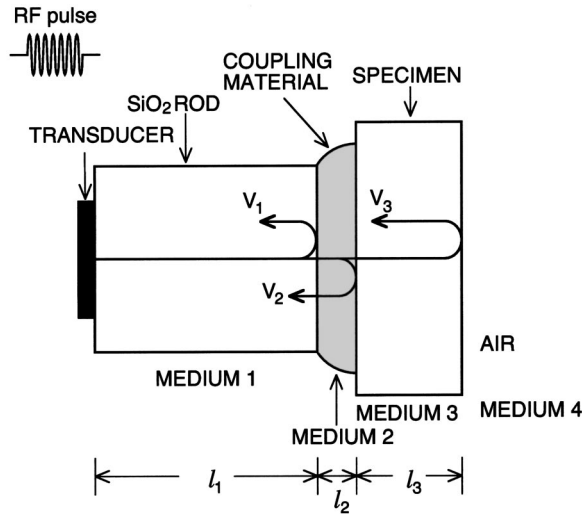 RF pulse
COUPLING
MATERIAL
SPECIMEN
SiO₂ ROD
TRANSDUCER
V₁
V₃
V₂
AIR
MEDIUM 1
MEDIUM 3
MEDIUM 4
MEDIUM 2
l₁
l₂
l₃